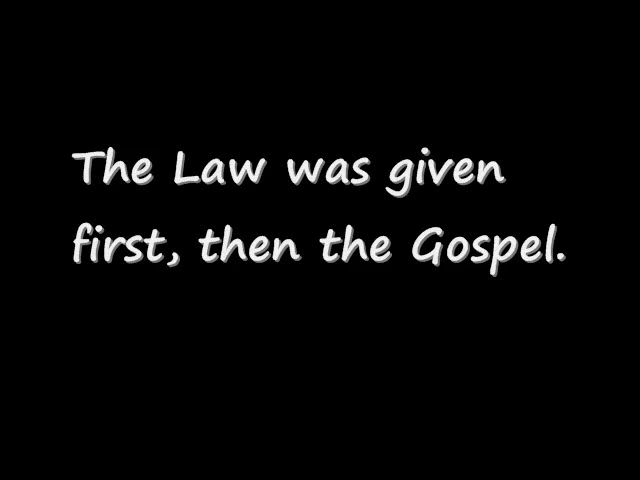 The Law was given
first, then the Gospel.